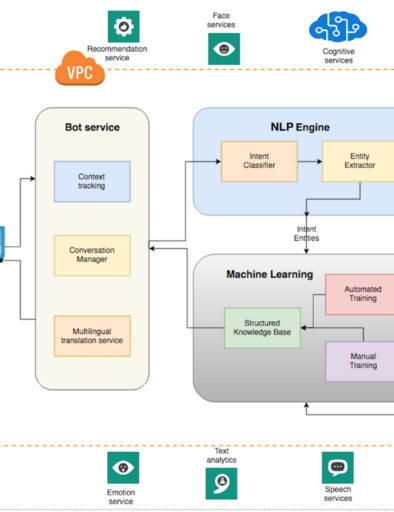 Recommendation
service
Face
services
Cognitive
services
VPC
Bot service
Context
tracking
Conversation
Manager
Multilingual
translation service
NLP Engine
Intent
Classifier
Entity
Extractor
Intent
Entities
Machine Learning
Structured
Knowledge Base
Automated
Training
Manual
Training
Emotion
service
Text
analytics
Speech
services